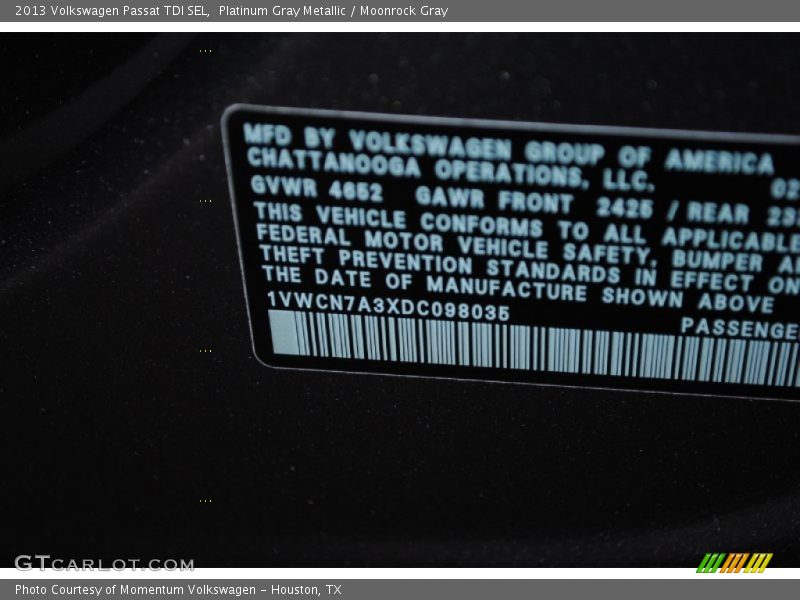 2013 Volkswagen Passat TDI SEL,  Platinum Gray Metallic / Moonrock Gray
MFD BY VOLKSWAGEN GROUP OF AMERICA
CHATTANOOGA OPERATIONS, LLC. 02
GVWR 4652 GAWR FRONT 2425 / REAR 235
THIS VEHICLE CONFORMS TO ALL APPLICABLE
FEDERAL MOTOR VEHICLE SAFETY, BUMPER A
THEFT PREVENTION STANDARDS IN EFFECT ON
THE DATE OF MANUFACTURE SHOWN ABOVE
1VWCN7A3XDC098035
PASSENGE
GTCARLOT.COM
Photo Courtesy of Momentum Volkswagen – Houston, TX